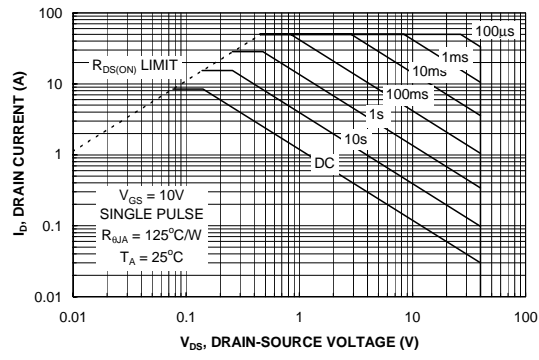 100
10
1
0.1
0.01
I_D, DRAIN CURRENT (A)
R_DS(ON) LIMIT
100μs
1ms
10ms
100ms
1s
10s
DC
V_GS = 10V
SINGLE PULSE
R_θJA = 125°C/W
T_A = 25°C
0.01
0.1
1
10
100
V_DS, DRAIN-SOURCE VOLTAGE (V)